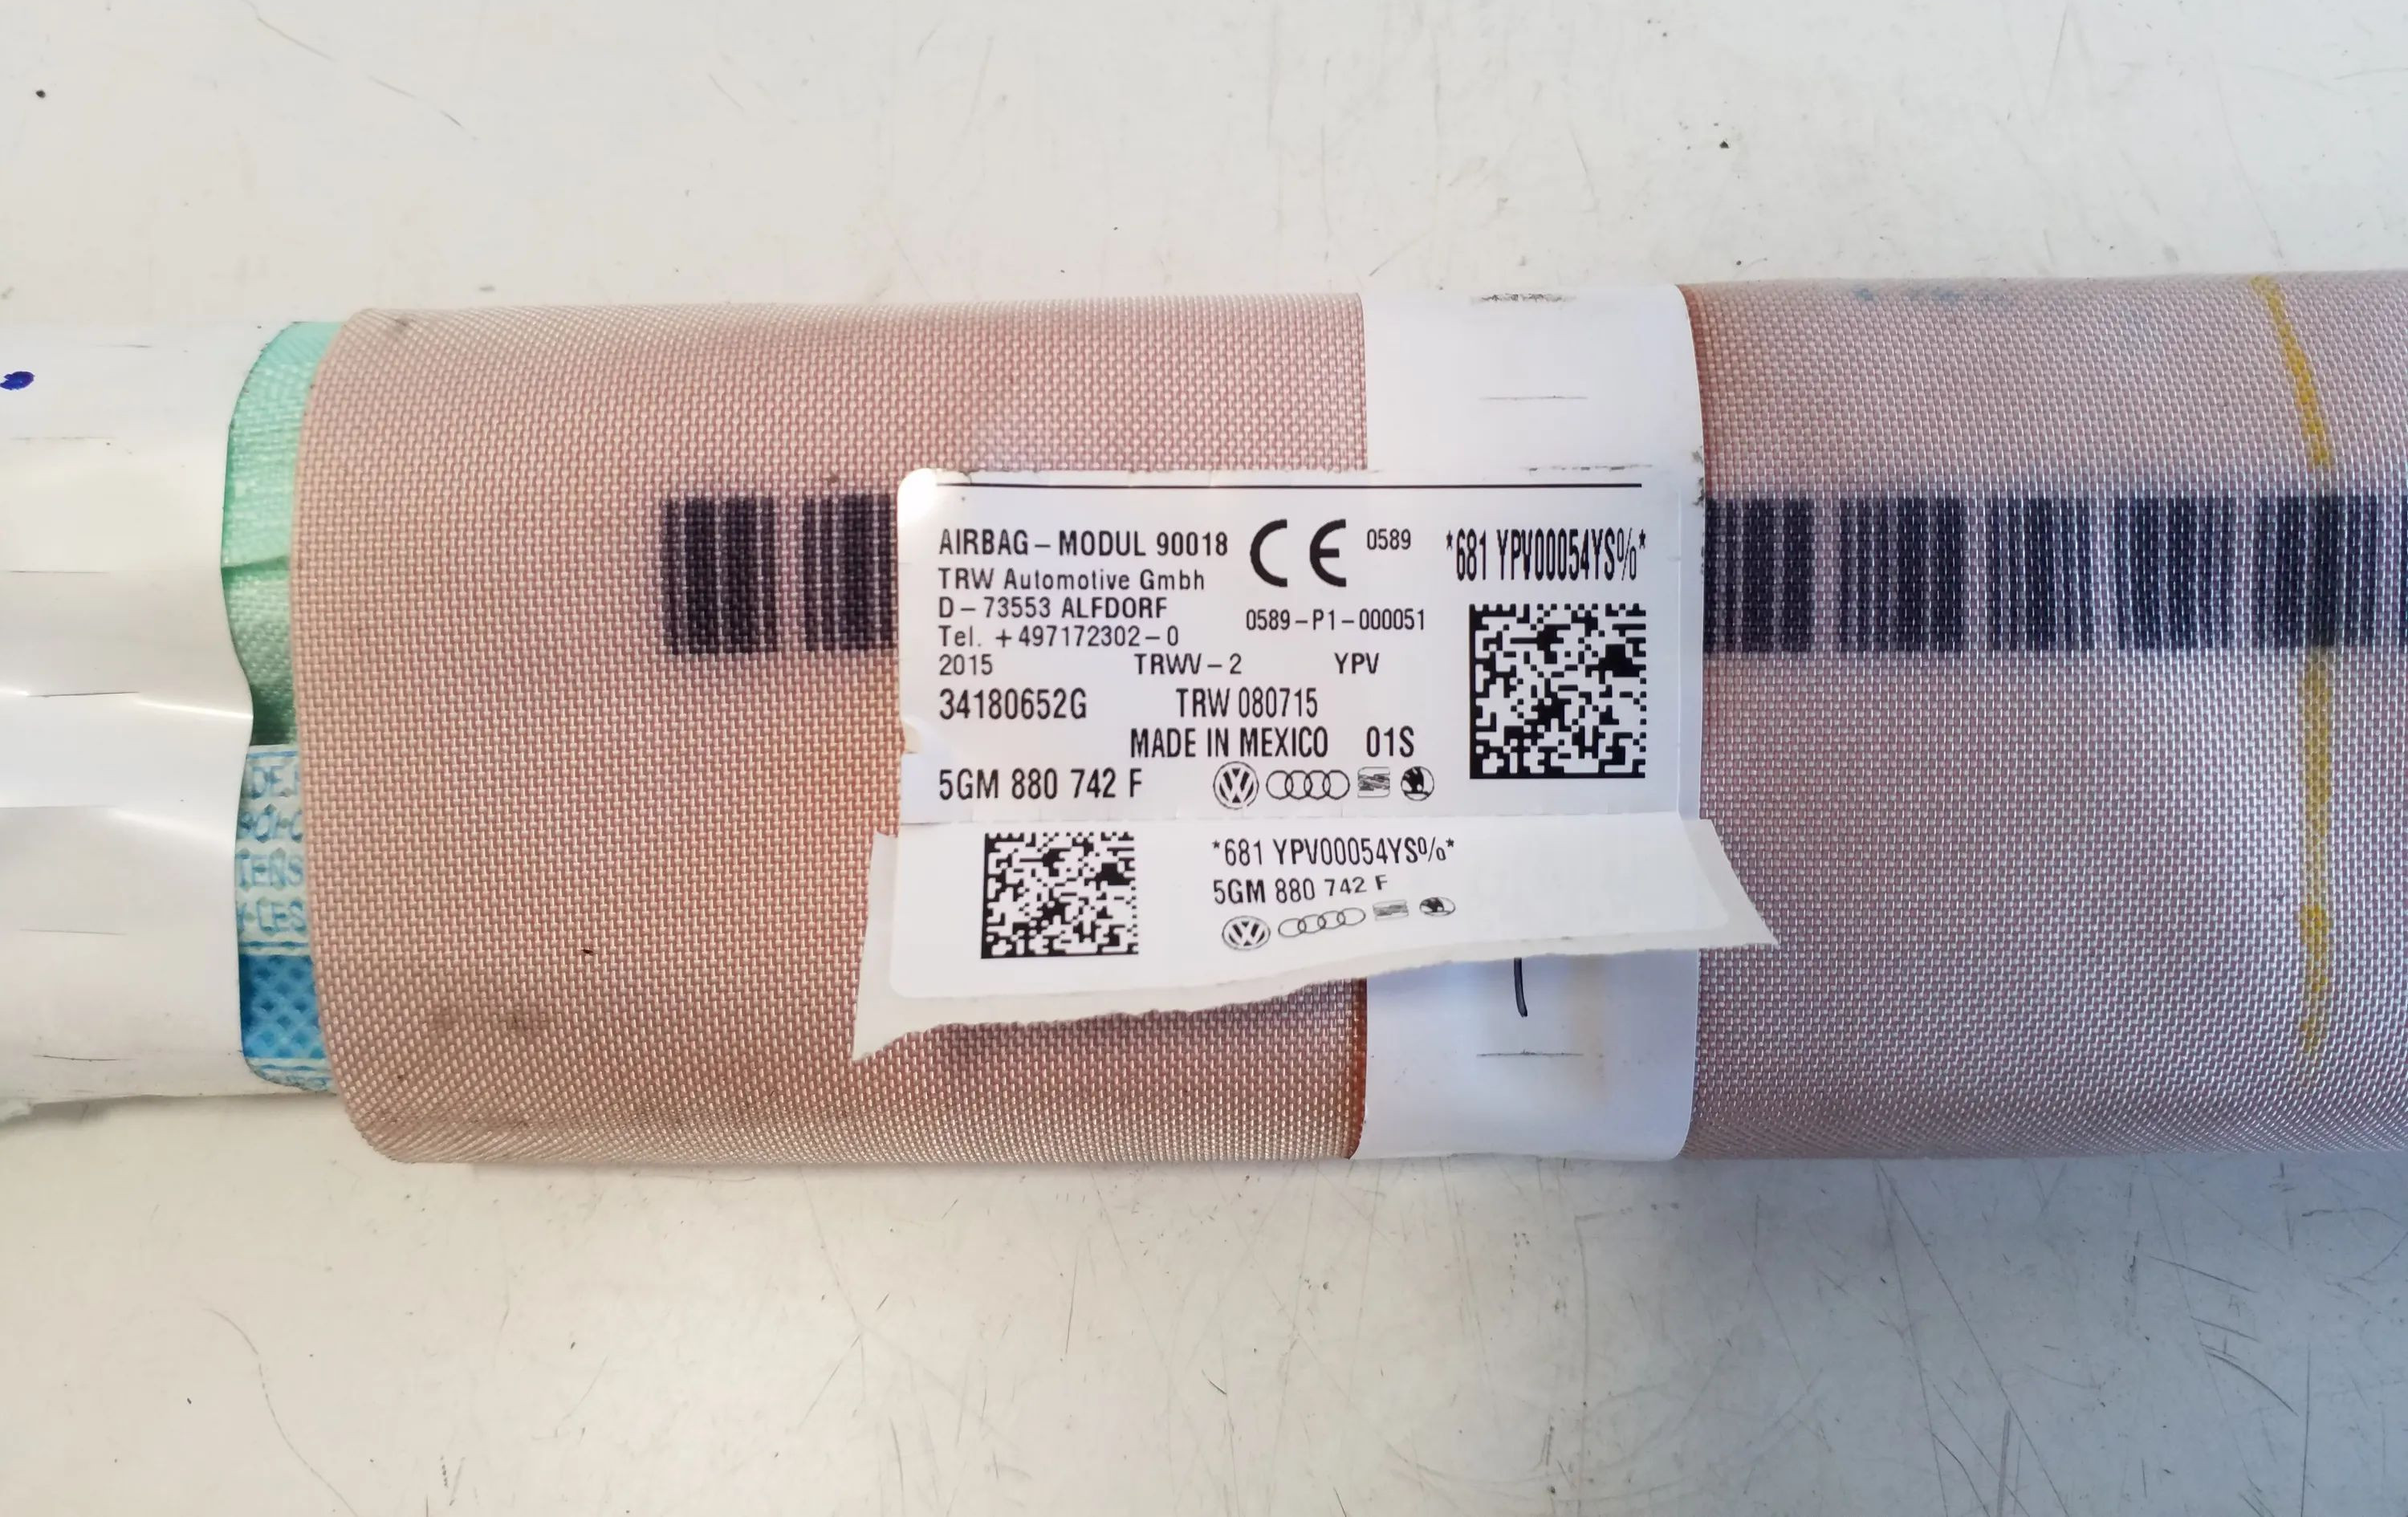 AIRBAG – MODUL 90018 CE 0589 *681 YPV00054YS%*
TRW Automotive Gmbh
D – 73553 ALFDORF
0589 – P1 – 000051
Tel. + 497172302 – 0
2015 TRWV – 2 YPV
34180652G TRW 080715
MADE IN MEXICO 01S
5GM 880 742 F
*681 YPV00054YS%*
5GM 880 742 F